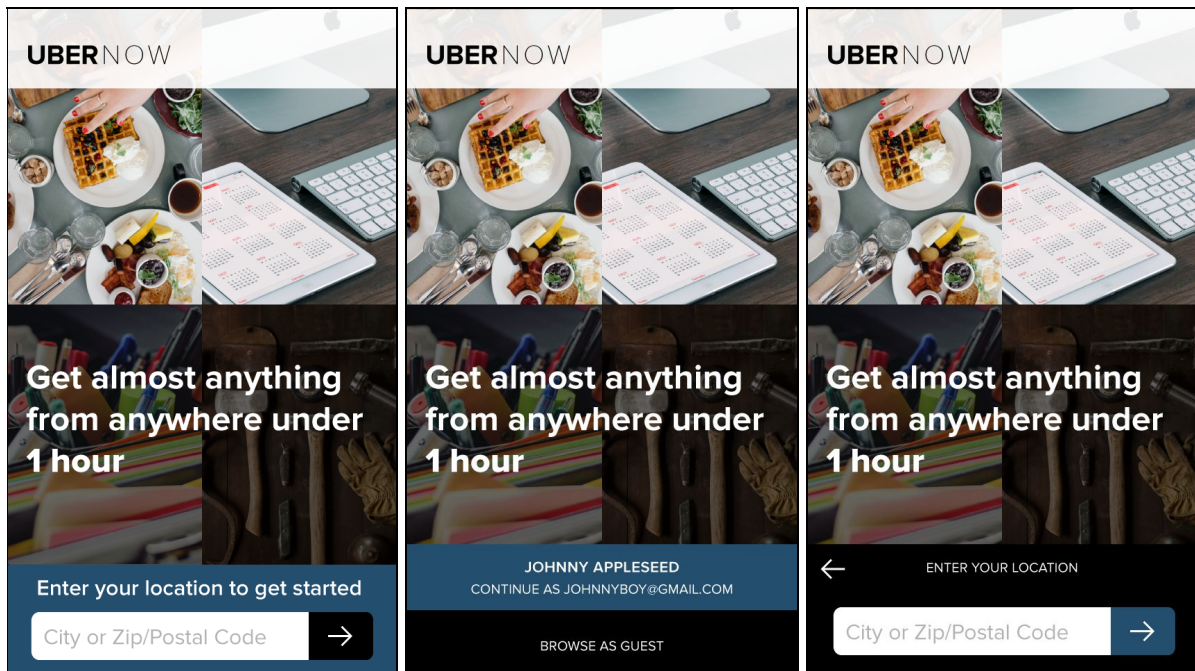 UBERNOW
Get almost anything
from anywhere under
1 hour
Enter your location to get started
City or Zip/Postal Code
UBERNOW
Get almost anything
from anywhere under
1 hour
JOHNNY APPLESEED
CONTINUE AS JOHNNYBOY@GMAIL.COM
BROWSE AS GUEST
UBERNOW
Get almost anything
from anywhere under
1 hour
ENTER YOUR LOCATION
City or Zip/Postal Code